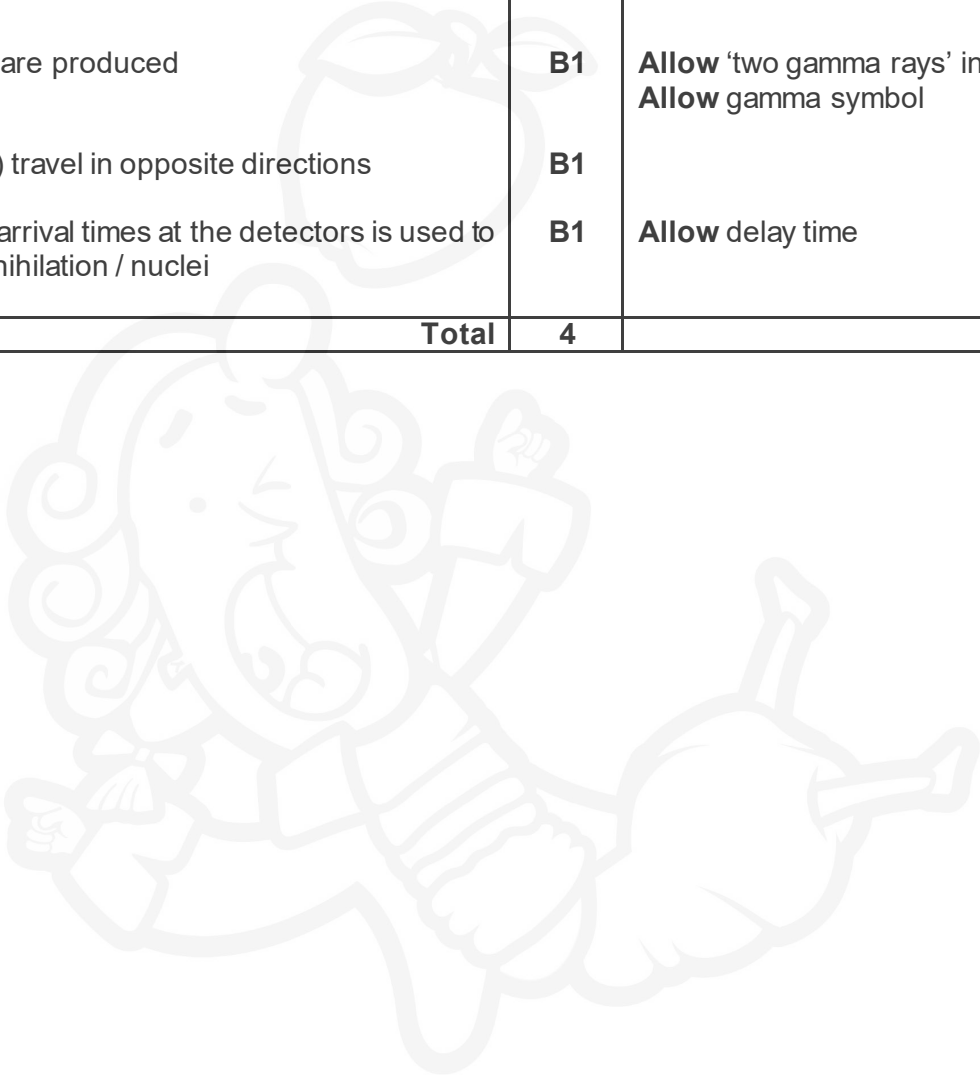 are produced B1 Allow ‘two gamma rays’ in
Allow gamma symbol
) travel in opposite directions B1
arrival times at the detectors is used to B1 Allow delay time
nihilation / nuclei
Total 4